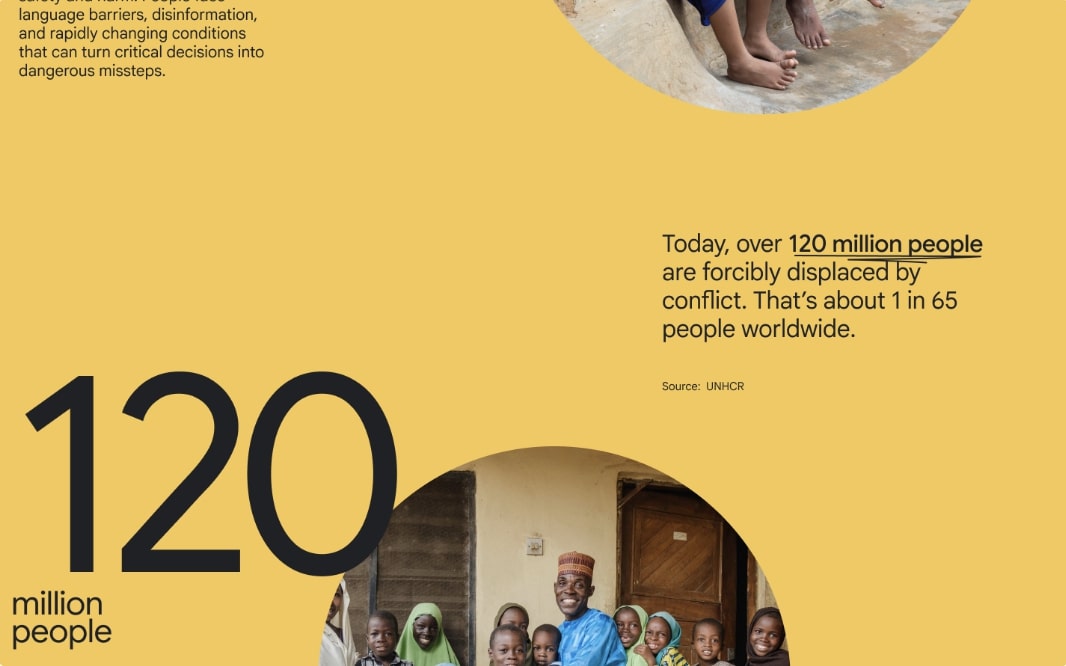 language barriers, disinformation,
and rapidly changing conditions
that can turn critical decisions into
dangerous missteps.
Today, over 120 million people
are forcibly displaced by
conflict. That’s about 1 in 65
people worldwide.
Source: UNHCR
120
million
people